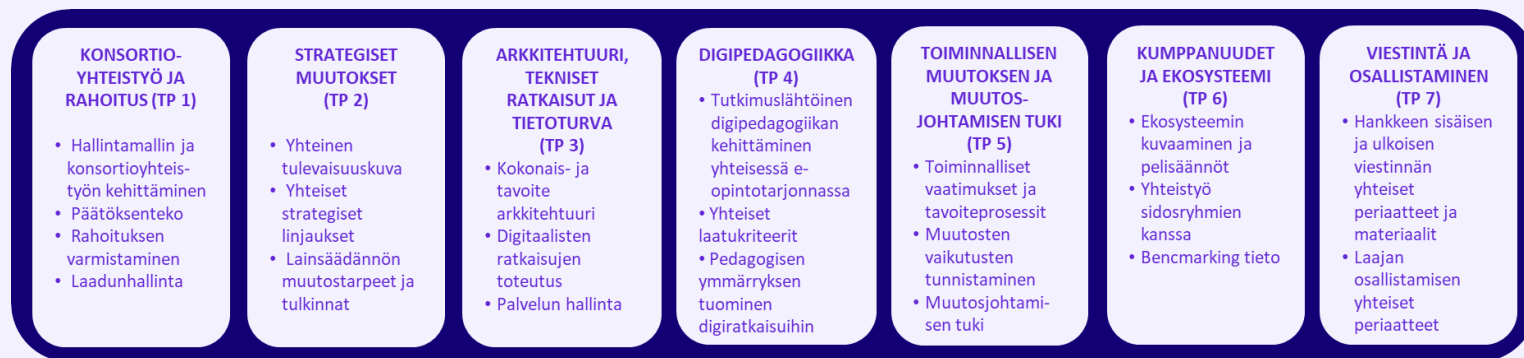 KONSORTIO-
YHTEISTYÖ JA
RAHOITUS (TP 1)
• Hallintamallin ja
konsortioyhteis-
työn kehittäminen
• Päätöksenteko
• Rahoituksen
varmistaminen
• Laadunhallinta
STRATEGISET
MUUTOKSET
(TP 2)
• Yhteinen
tulevaisuuskuva
• Yhteiset
strategiset
linjaukset
• Lainsäädännön
muutostarpeet ja
tulkinnat
ARKKITEHTUURI,
TEKNISET
RATKAISUT JA
TIETOTURVA
(TP 3)
• Kokonais- ja
tavoite
arkkitehtuuri
• Digitaalisten
ratkaisujen
toteutus
• Palvelun hallinta
DIGIPEDAGOGIIKKA
(TP 4)
• Tutkimuslähtöinen
digipedagogiikan
kehittäminen
yhteisessä e-
opintotarjonnassa
• Yhteiset
laatukriteerit
• Pedagogisen
ymmärryksen
tuominen
digiratkaisuihin
TOIMINNALLISEN
MUUTOKSEN JA
MUUTOS-
JOHTAMISEN TUKI
(TP 5)
• Toiminnalliset
vaatimukset ja
tavoiteprosessit
• Muutosten
vaikutusten
tunnistaminen
• Muutosjohtami-
sen tuki
KUMPPANUUDET
JA EKOSYSTEEMI
(TP 6)
• Ekosysteemin
kuvaaminen ja
pelisäännöt
• Yhteistyö
sidosryhmien
kanssa
• Bencmarking tieto
VIESTINTÄ JA
OSALLISTAMINEN
(TP 7)
• Hankkeen sisäisen
ja ulkoisen
viestinnän
yhteiset
periaatteet ja
materiaalit
• Laajan
osallistamisen
yhteiset
periaatteet